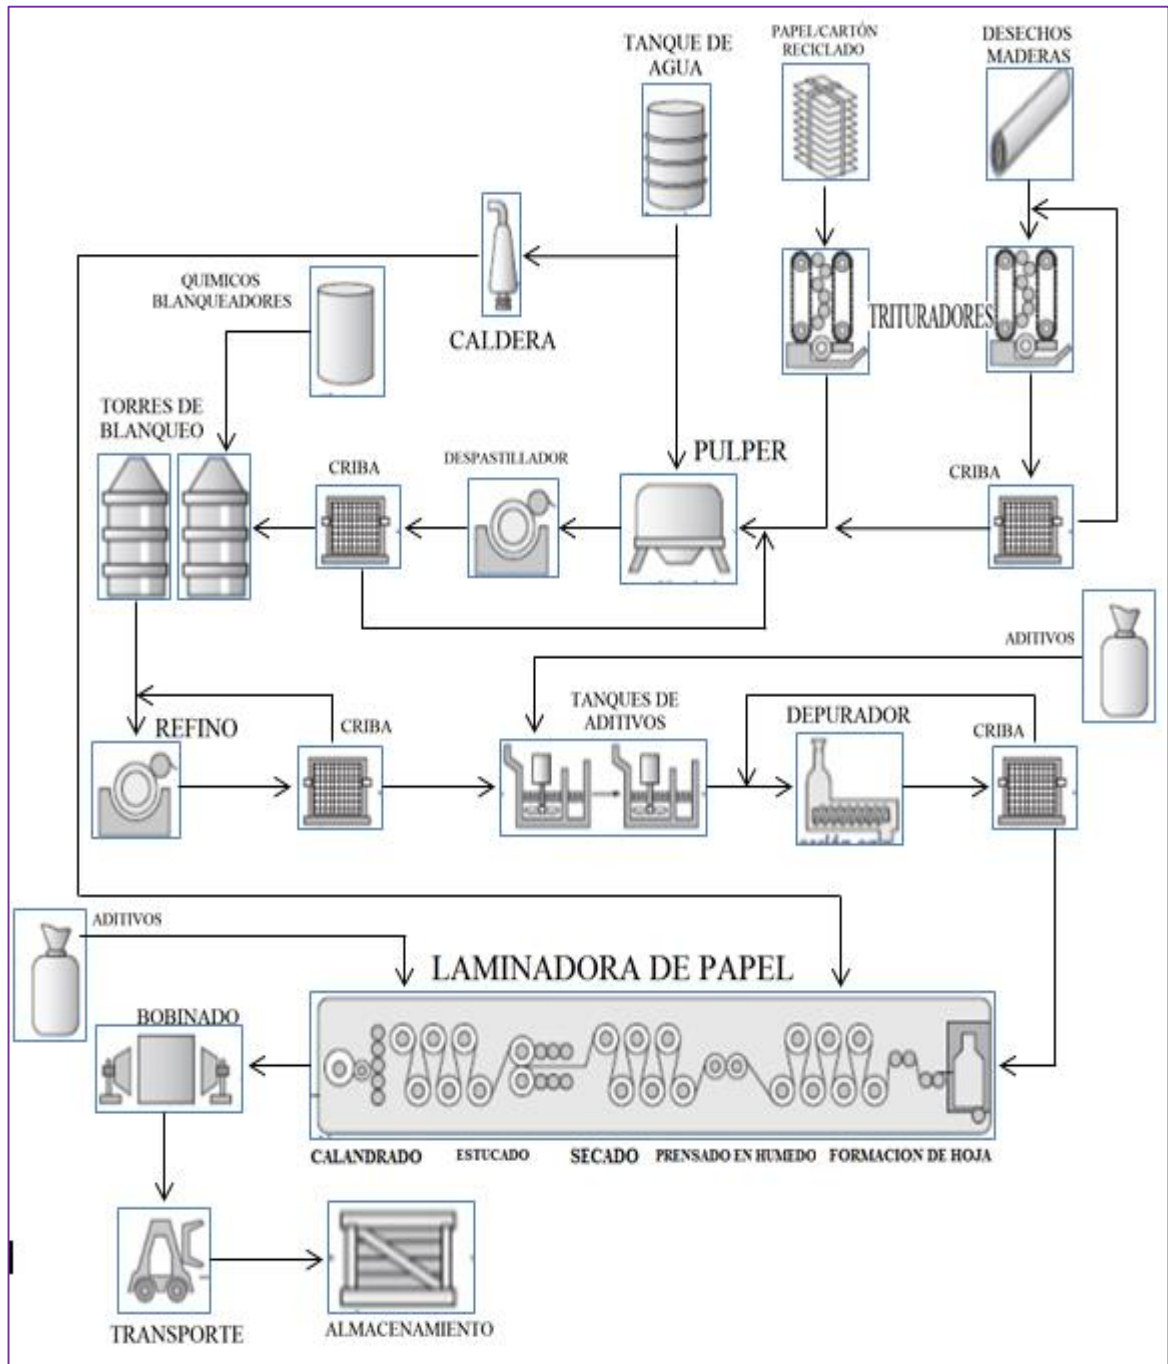 TANQUE DE
AGUA
PAPEL/CARTÓN
RECICLADO
DESECHOS
MADERAS
QUIMICOS
BLANQUEADORES
CALDERA
TRITURADORES
TORRES DE
BLANQUEO
CRIBA
DESPASTILLADOR
PULPER
CRIBA
ADITIVOS
REFINO
CRIBA
TANQUES DE
ADITIVOS
DEPURADOR
CRIBA
ADITIVOS
LAMINADORA DE PAPEL
BOBINADO
CALANDRADO
ESTUCADO
SECADO
PRENSADO EN HUMEDO
FORMACION DE HOJA
TRANSPORTE
ALMACENAMIENTO